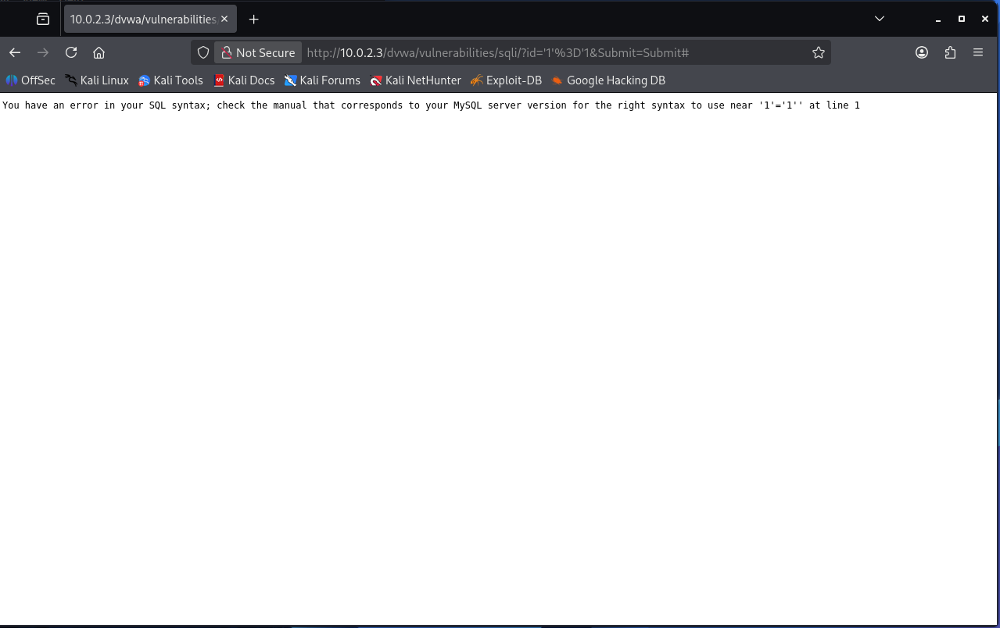 10.0.2.3/dvwa/vulnerabilities
Not Secure http://10.0.2.3/dvwa/vulnerabilities/sqli/?id='1'%3D'1&Submit=Submit#
OffSec Kali Linux Kali Tools Kali Docs Kali Forums Kali NetHunter Exploit-DB Google Hacking DB
You have an error in your SQL syntax; check the manual that corresponds to your MySQL server version for the right syntax to use near '1'='1'' at line 1